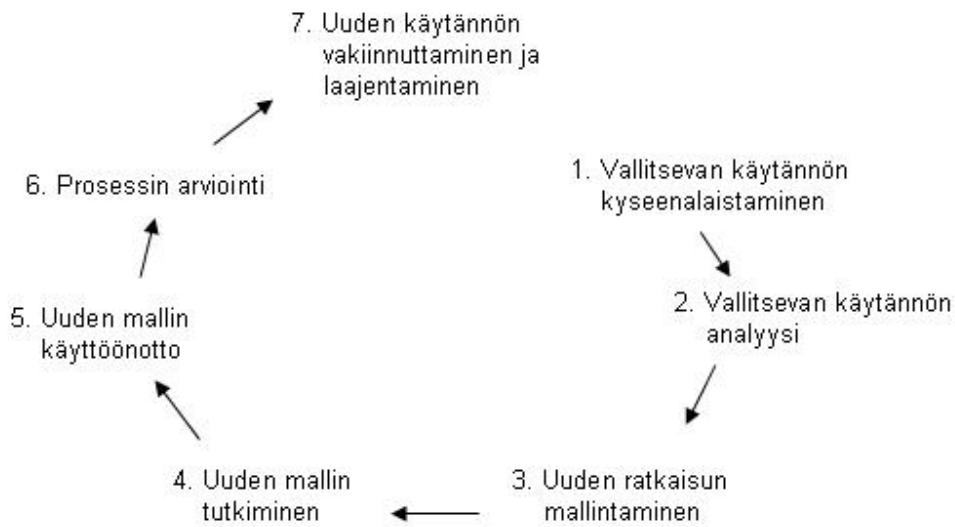 7. Uuden käytännön
vakiinnuttaminen ja
laajentaminen
1. Vallitsevan käytännön
kyseenalaistaminen
6. Prosessin arviointi
2. Vallitsevan käytännön
analyysi
5. Uuden mallin
käyttöönotto
3. Uuden ratkaisun
mallintaminen
4. Uuden mallin
tutkiminen